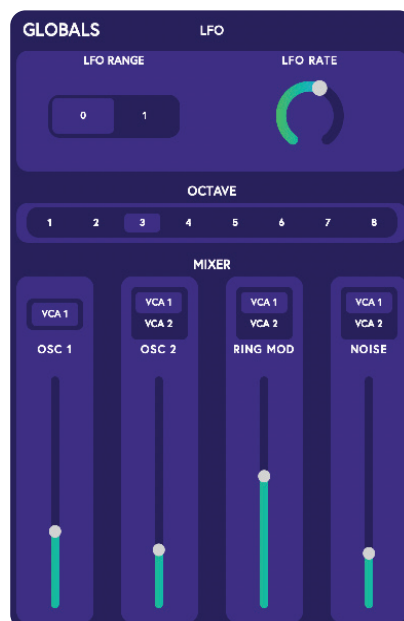 GLOBALS LFO
LFO RANGE LFO RATE
0 1
OCTAVE
1 2 3 4 5 6 7 8
MIXER
VCA 1 VCA 1 VCA 1 VCA 1
VCA 2 VCA 2 VCA 2
OSC 1 OSC 2 RING MOD NOISE